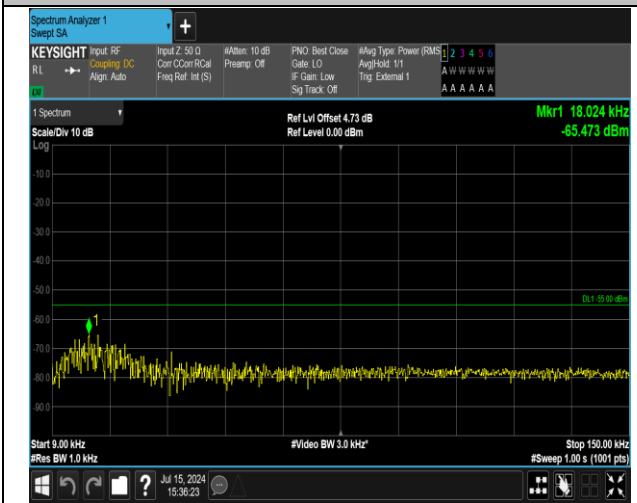 Spectrum Analyzer 1
Swept SA
+
KEYSIGHT
RL
Input: RF
Coupling: DC
Align: Auto
Input Z: 50 Ω
Corr CCorr RCal
Freq Ref: Int (S)
#Atten: 10 dB
Preamp: Off
PNO: Best Close
Gate: LO
IF Gain: Low
Sig Track: Off
#Avg Type: Power (RMS
Avg|Hold: 1/1
Trig: External 1
1 2 3 4 5 6
A W W W W W
A A A A A A
1 Spectrum
Scale/Div 10 dB
Log
Ref Lvl Offset 4.73 dB
Ref Level 0.00 dBm
Mkr1 18.024 kHz
-65.473 dBm
-10.0
-20.0
-30.0
-40.0
-50.0
DL1 -55.00 dBm
-60.0
1
-70.0
-80.0
-90.0
Start 9.00 kHz
#Res BW 1.0 kHz
#Video BW 3.0 kHz*
Stop 150.00 kHz
#Sweep 1.00 s (1001 pts)
?
Jul 15, 2024
15:36:23